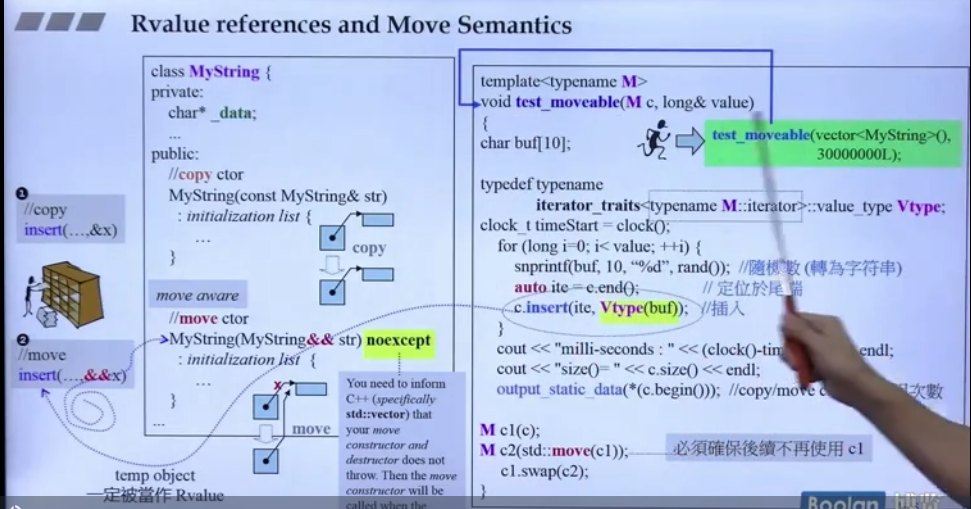 Rvalue references and Move Semantics
class MyString {
private:
char* _data;
...
public:
//copy ctor
MyString(const MyString& str)
: initialization list {
...
}
copy
❶
//copy
insert(…,&x)
❷
//move
insert(…,&&x)
move aware
//move ctor
MyString(MyString&& str) noexcept
: initialization list {
...
}
...
x
move
You need to inform
C++ (specifically
std::vector) that
your move
constructor and
destructor does not
throw. Then the move
constructor will be
called when the
temp object
一定被當作 Rvalue
template<typename M>
void test_moveable(M c, long& value)
{
char buf[10];
test_moveable(vector<MyString>(),
30000000L);
typedef typename
iterator_traits<typename M::iterator>::value_type Vtype;
clock_t timeStart = clock();
for (long i=0; i< value; ++i) {
snprintf(buf, 10, "%d", rand()); //隨機數 (轉為字符串)
auto ite = c.end(); // 定位於尾端
c.insert(ite, Vtype(buf)); //插入
}
cout << "milli-seconds : " << (clock()-tim endl;
cout << "size()= " << c.size() << endl;
output_static_data(*(c.begin())); //copy/move 次數
M c1(c);
M c2(std::move(c1)); 必須確保後續不再使用 c1
c1.swap(c2);
}
Boolan